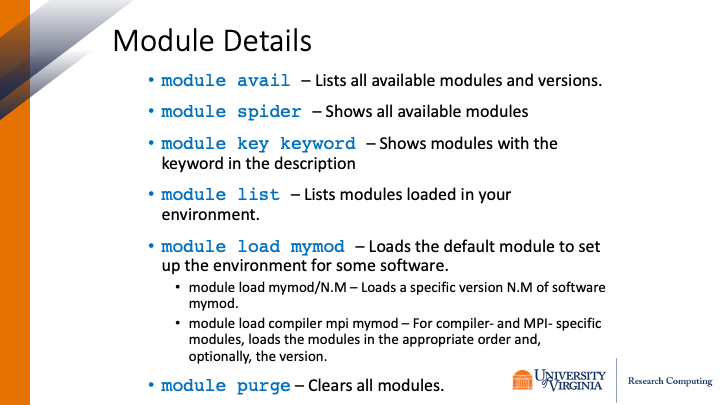 Module Details
• module avail – Lists all available modules and versions.
• module spider – Shows all available modules
• module key keyword – Shows modules with the
keyword in the description
• module list – Lists modules loaded in your
environment.
• module load mymod – Loads the default module to set
up the environment for some software.
• module load mymod/N.M – Loads a specific version N.M of software
mymod.
• module load compiler mpi mymod – For compiler- and MPI- specific
modules, loads the modules in the appropriate order and,
optionally, the version.
• module purge – Clears all modules.
UNIVERSITY
of VIRGINIA
Research Computing